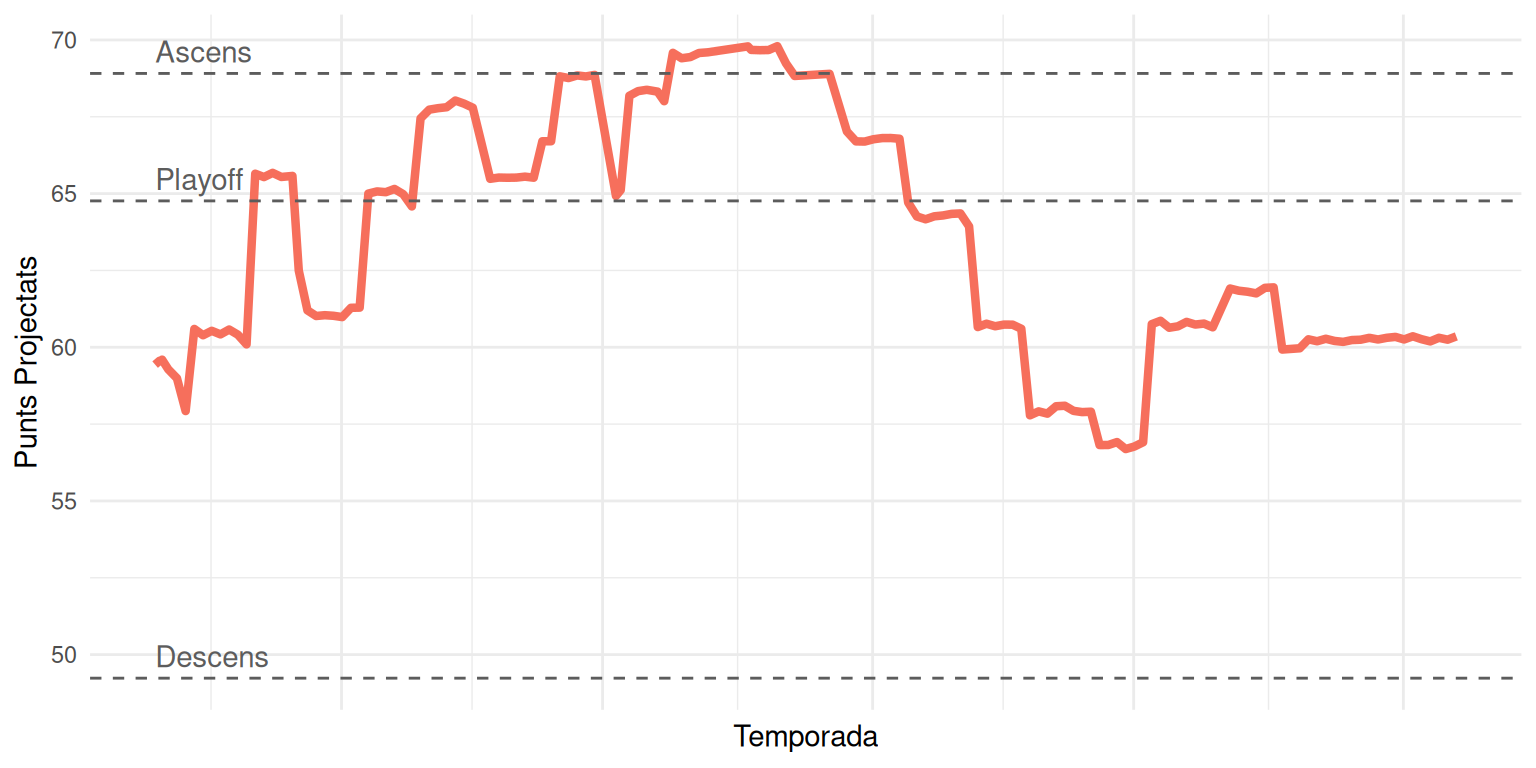 70
Ascens
Playoff
65
60
55
50
Descens
Punts Projectats
Temporada